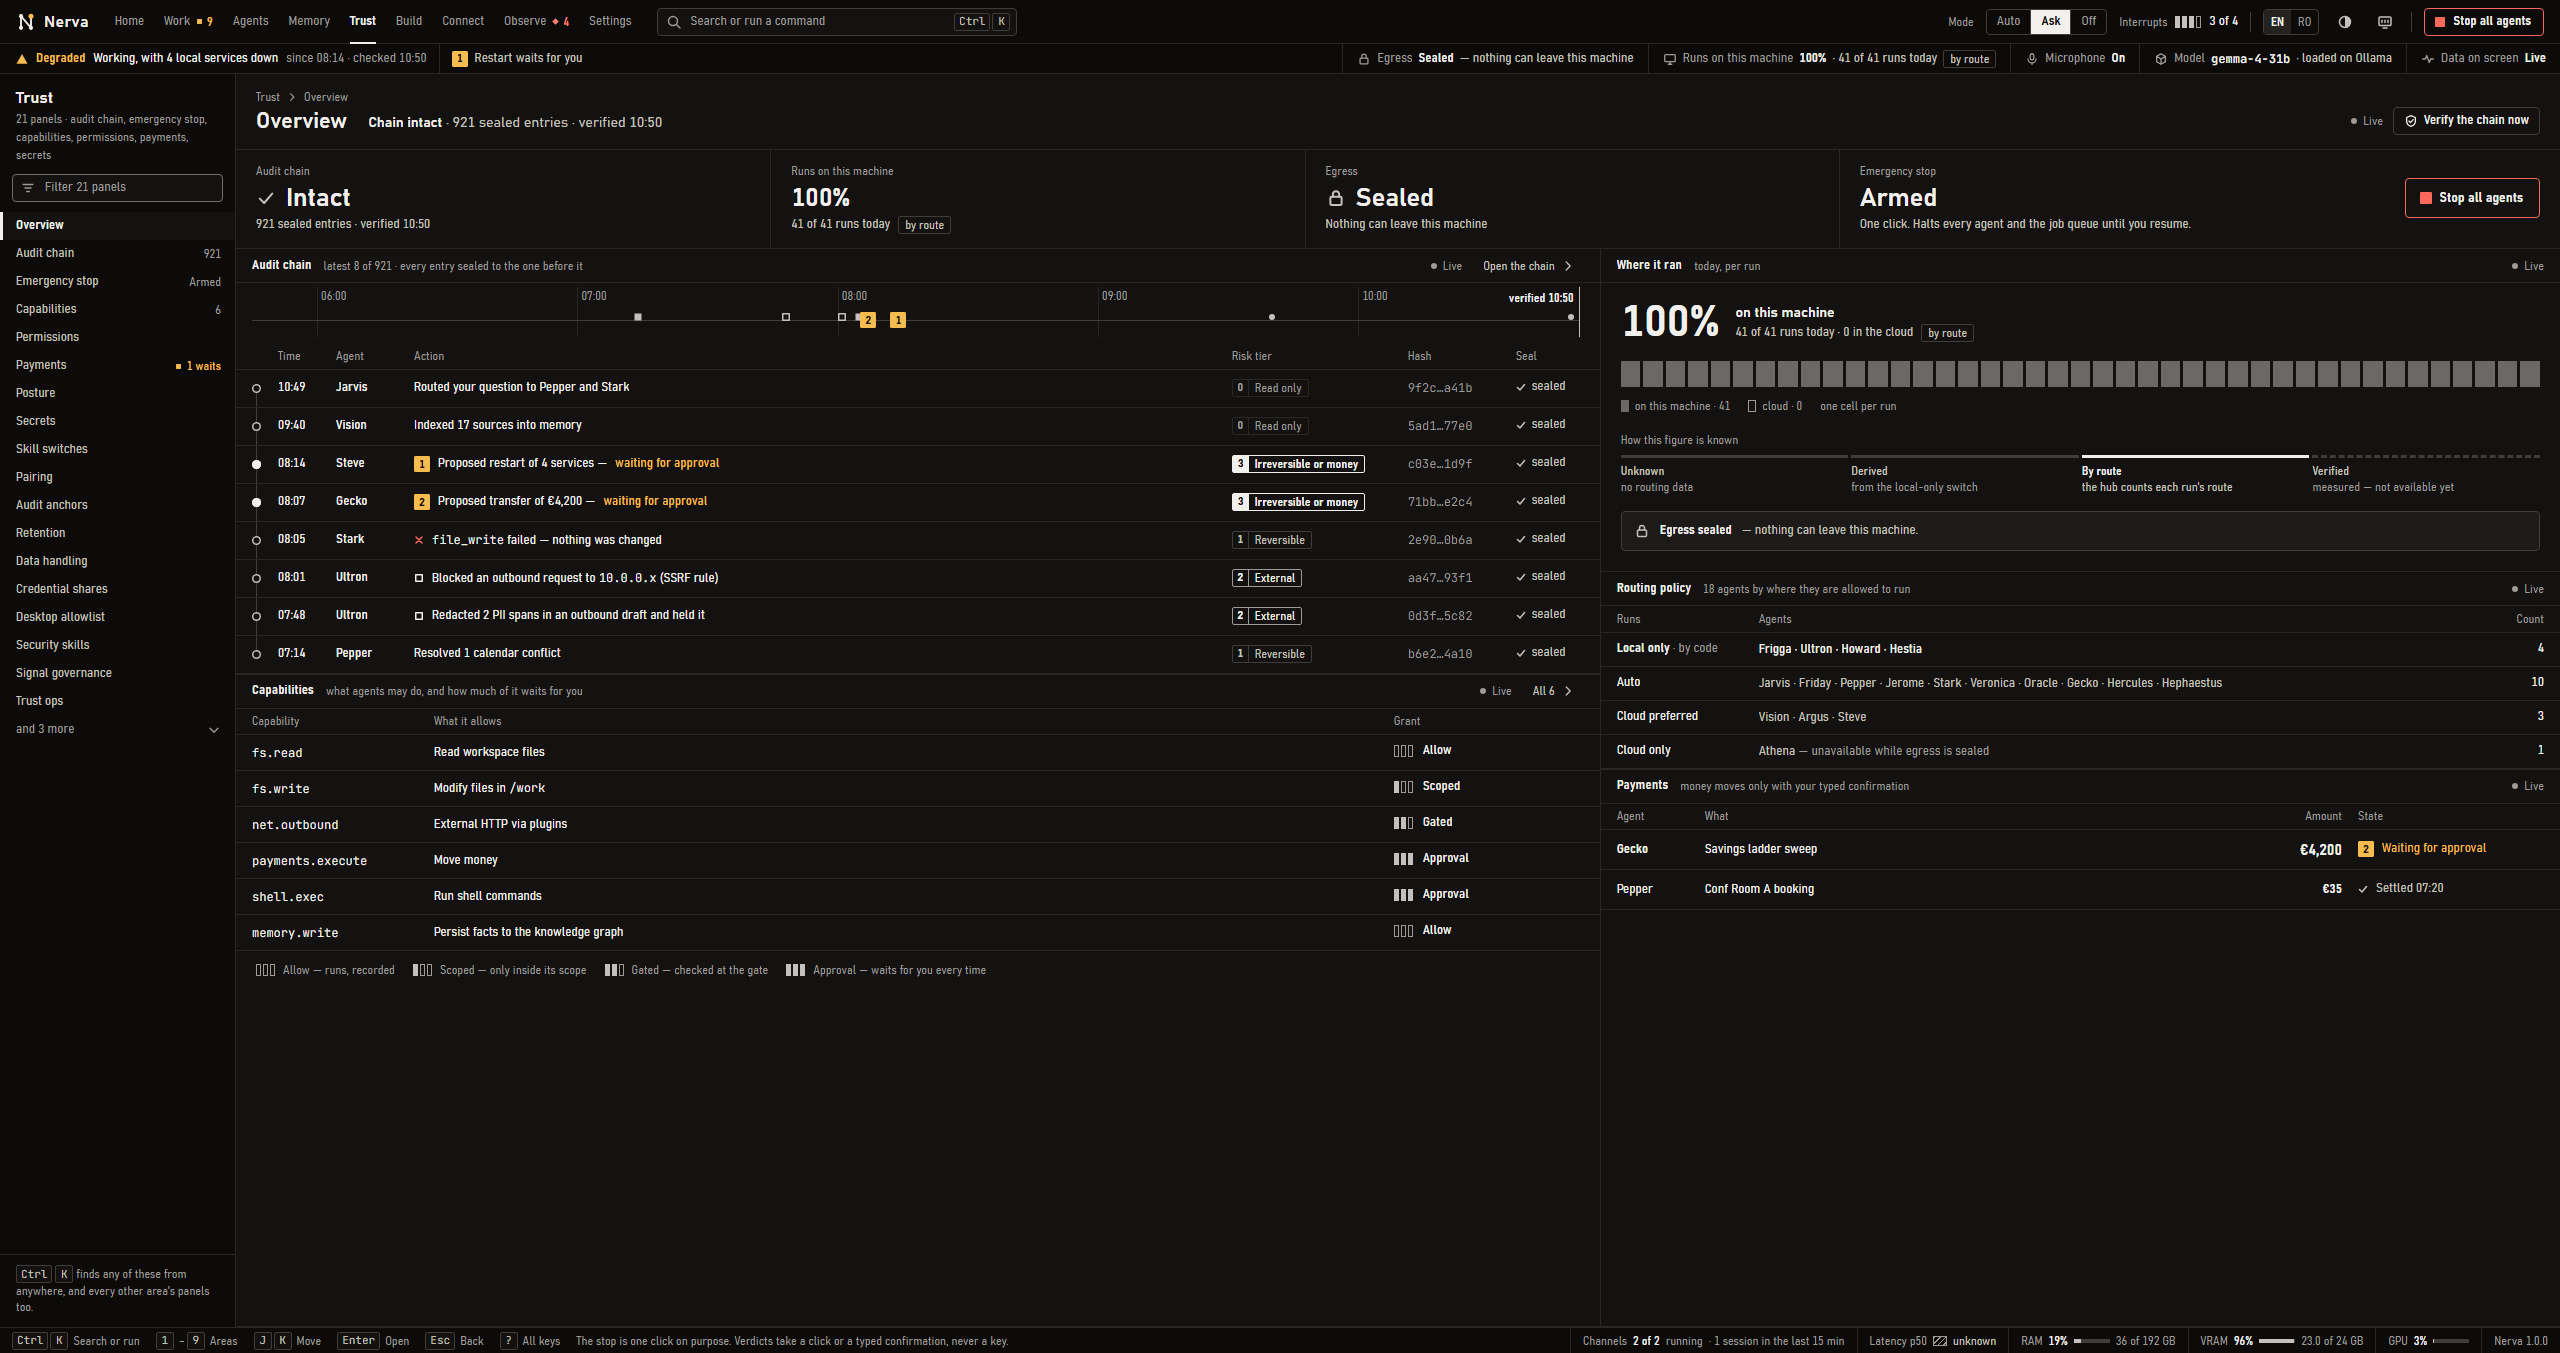 Nerva Home Work 9 Agents Memory Trust Build Connect Observe 4 Settings Search or run a command Ctrl K Mode Auto Ask Off Interrupts 3 of 4 EN RO Stop all agents
Degraded Working, with 4 local services down since 08:14 · checked 10:50 1 Restart waits for you Egress Sealed — nothing can leave this machine Runs on this machine 100% · 41 of 41 runs today by route Microphone On Model gemma-4-31b · loaded on Ollama Data on screen Live
Trust
21 panels · audit chain, emergency stop,
capabilities, permissions, payments,
secrets
Filter 21 panels
Overview
Audit chain 921
Emergency stop Armed
Capabilities 6
Permissions
Payments 1 waits
Posture
Secrets
Skill switches
Pairing
Audit anchors
Retention
Data handling
Credential shares
Desktop allowlist
Security skills
Signal governance
Trust ops
and 3 more
Ctrl K finds any of these from
anywhere, and every other area's panels
too.
Trust > Overview
Overview Chain intact · 921 sealed entries · verified 10:50 Live Verify the chain now
Audit chain
Intact
921 sealed entries · verified 10:50
Runs on this machine
100%
41 of 41 runs today by route
Egress
Sealed
Nothing can leave this machine
Emergency stop
Armed
One click. Halts every agent and the job queue until you resume.
Stop all agents
Audit chain latest 8 of 921 · every entry sealed to the one before it Live Open the chain
06:00 07:00 08:00 09:00 10:00 verified 10:50
2 1
Time Agent Action Risk tier Hash Seal
10:49 Jarvis Routed your question to Pepper and Stark 0 Read only 9f2c…a41b sealed
09:40 Vision Indexed 17 sources into memory 0 Read only 5ad1…77e0 sealed
08:14 Steve 1 Proposed restart of 4 services — waiting for approval 3 Irreversible or money c03e…1d9f sealed
08:07 Gecko 2 Proposed transfer of €4,200 — waiting for approval 3 Irreversible or money 71bb…e2c4 sealed
08:05 Stark file_write failed — nothing was changed 1 Reversible 2e90…0b6a sealed
08:01 Ultron Blocked an outbound request to 10.0.0.x (SSRF rule) 2 External aa47…93f1 sealed
07:48 Ultron Redacted 2 PII spans in an outbound draft and held it 2 External 0d3f…5c82 sealed
07:14 Pepper Resolved 1 calendar conflict 1 Reversible b6e2…4a10 sealed
Capabilities what agents may do, and how much of it waits for you Live All 6
Capability What it allows Grant
fs.read Read workspace files Allow
fs.write Modify files in /work Scoped
net.outbound External HTTP via plugins Gated
payments.execute Move money Approval
shell.exec Run shell commands Approval
memory.write Persist facts to the knowledge graph Allow
Allow — runs, recorded Scoped — only inside its scope Gated — checked at the gate Approval — waits for you every time
Where it ran today, per run Live
100% on this machine
41 of 41 runs today · 0 in the cloud by route
on this machine · 41 cloud · 0 one cell per run
How this figure is known
Unknown Derived By route Verified
no routing data from the local-only switch the hub counts each run's route measured — not available yet
Egress sealed — nothing can leave this machine.
Routing policy 18 agents by where they are allowed to run Live
Runs Agents Count
Local only · by code Frigga · Ultron · Howard · Hestia 4
Auto Jarvis · Friday · Pepper · Jerome · Stark · Veronica · Oracle · Gecko · Hercules · Hephaestus 10
Cloud preferred Vision · Argus · Steve 3
Cloud only Athena — unavailable while egress is sealed 1
Payments money moves only with your typed confirmation Live
Agent What Amount State
Gecko Savings ladder sweep €4,200 2 Waiting for approval
Pepper Conf Room A booking €35 Settled 07:20
Ctrl K Search or run 1 – 9 Areas J K Move Enter Open Esc Back ? All keys The stop is one click on purpose. Verdicts take a click or a typed confirmation, never a key. Channels 2 of 2 running · 1 session in the last 15 min Latency p50 unknown RAM 19% 36 of 192 GB VRAM 96% 23.0 of 24 GB GPU 3% Nerva 1.0.0